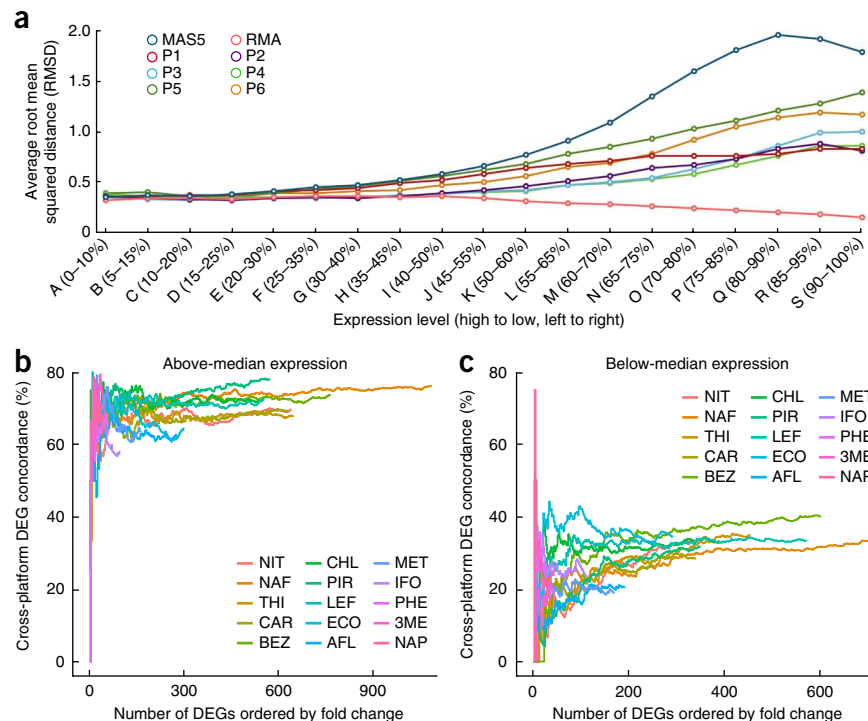 a
Average root mean
squared distance (RMSD)
2.0
1.5
1.0
0.5
0
MAS5 RMA
P1 P2
P3 P4
P5 P6
A (0–10%)
B (5–15%)
C (10–20%)
D (15–25%)
E (20–30%)
F (25–35%)
G (30–40%)
H (35–45%)
I (40–50%)
J (45–55%)
K (50–60%)
L (55–65%)
M (60–70%)
N (65–75%)
O (70–80%)
P (75–85%)
Q (80–90%)
R (85–95%)
S (90–100%)
Expression level (high to low, left to right)
b
Above-median expression
Cross-platform DEG concordance (%)
80
60
40
20
0
NIT CHL MET
NAF PIR IFO
THI LEF PHE
CAR ECO 3ME
BEZ AFL NAP
0 300 600 900
Number of DEGs ordered by fold change
c
Below-median expression
Cross-platform DEG concordance (%)
80
60
40
20
0
NIT CHL MET
NAF PIR IFO
THI LEF PHE
CAR ECO 3ME
BEZ AFL NAP
0 200 400 600
Number of DEGs ordered by fold change